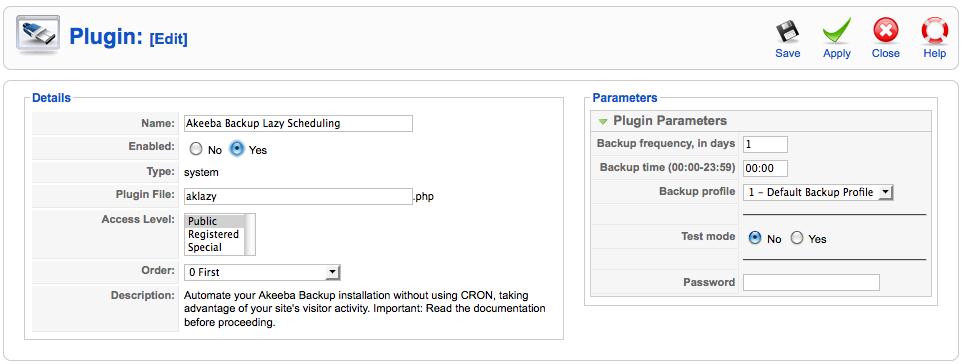 Plugin: [Edit]
Save Apply Close Help
Details
Name: Akeeba Backup Lazy Scheduling
Enabled: No Yes
Type: system
Plugin File: aklazy .php
Access Level: Public
Registered
Special
Order: 0 First
Description: Automate your Akeeba Backup installation without using CRON, taking
advantage of your site's visitor activity. Important: Read the documentation
before proceeding.
Parameters
Plugin Parameters
Backup frequency, in days 1
Backup time (00:00-23:59) 00:00
Backup profile 1 - Default Backup Profile
Test mode No Yes
Password